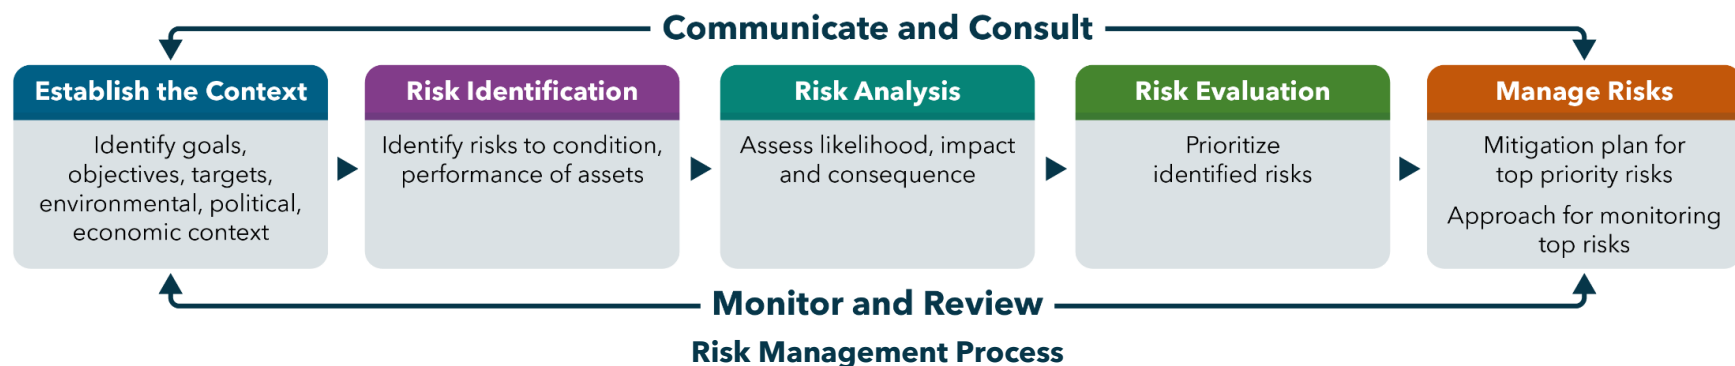 Communicate and Consult
Establish the Context
Identify goals,
objectives, targets,
environmental, political,
economic context
Risk Identification
Identify risks to condition,
performance of assets
Risk Analysis
Assess likelihood, impact
and consequence
Risk Evaluation
Prioritize
identified risks
Manage Risks
Mitigation plan for
top priority risks
Approach for monitoring
top risks
Monitor and Review
Risk Management Process